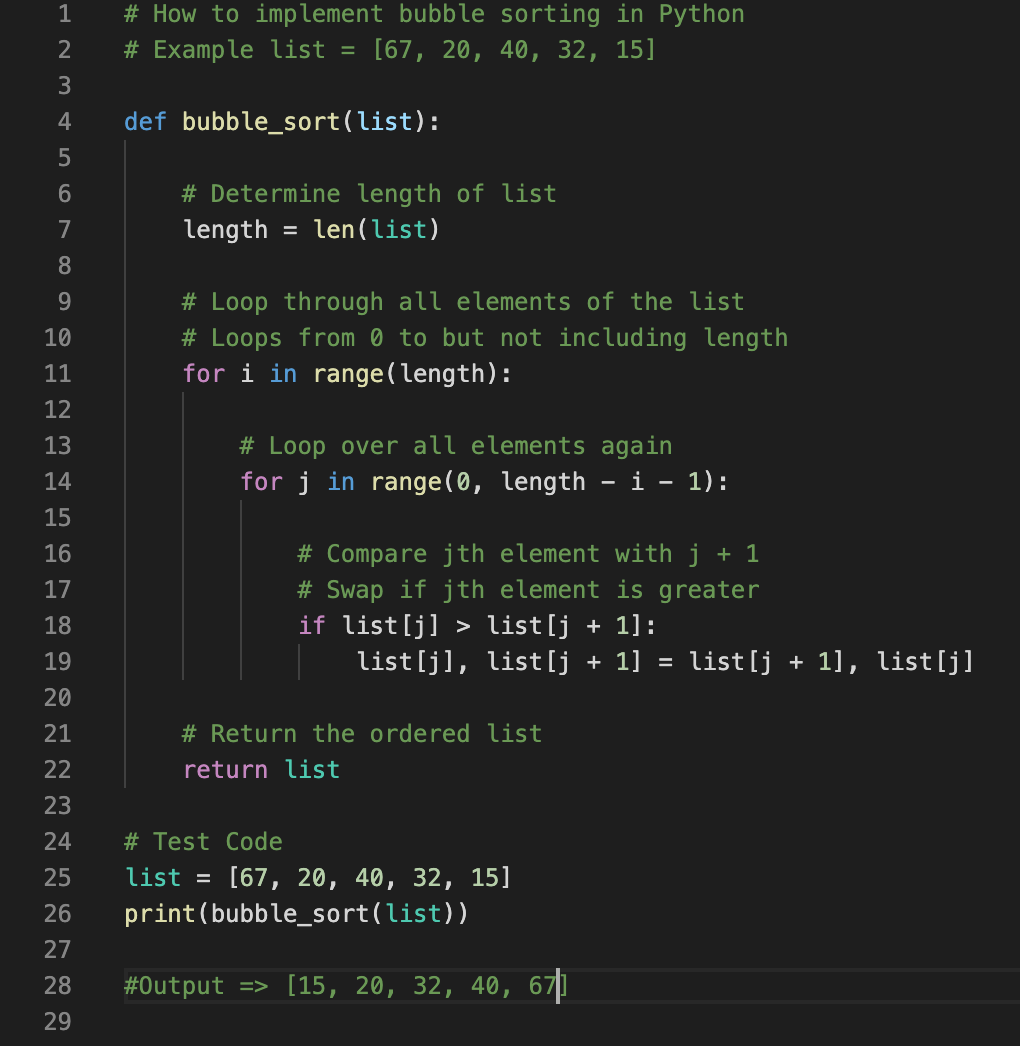 1 # How to implement bubble sorting in Python
2 # Example list = [67, 20, 40, 32, 15]
3
4 def bubble_sort(list):
5
6     # Determine length of list
7     length = len(list)
8
9     # Loop through all elements of the list
10     # Loops from 0 to but not including length
11     for i in range(length):
12
13         # Loop over all elements again
14         for j in range(0, length - i - 1):
15
16             # Compare jth element with j + 1
17             # Swap if jth element is greater
18             if list[j] > list[j + 1]:
19                 list[j], list[j + 1] = list[j + 1], list[j]
20
21     # Return the ordered list
22     return list
23
24 # Test Code
25 list = [67, 20, 40, 32, 15]
26 print(bubble_sort(list))
27
28 #Output => [15, 20, 32, 40, 67]
29